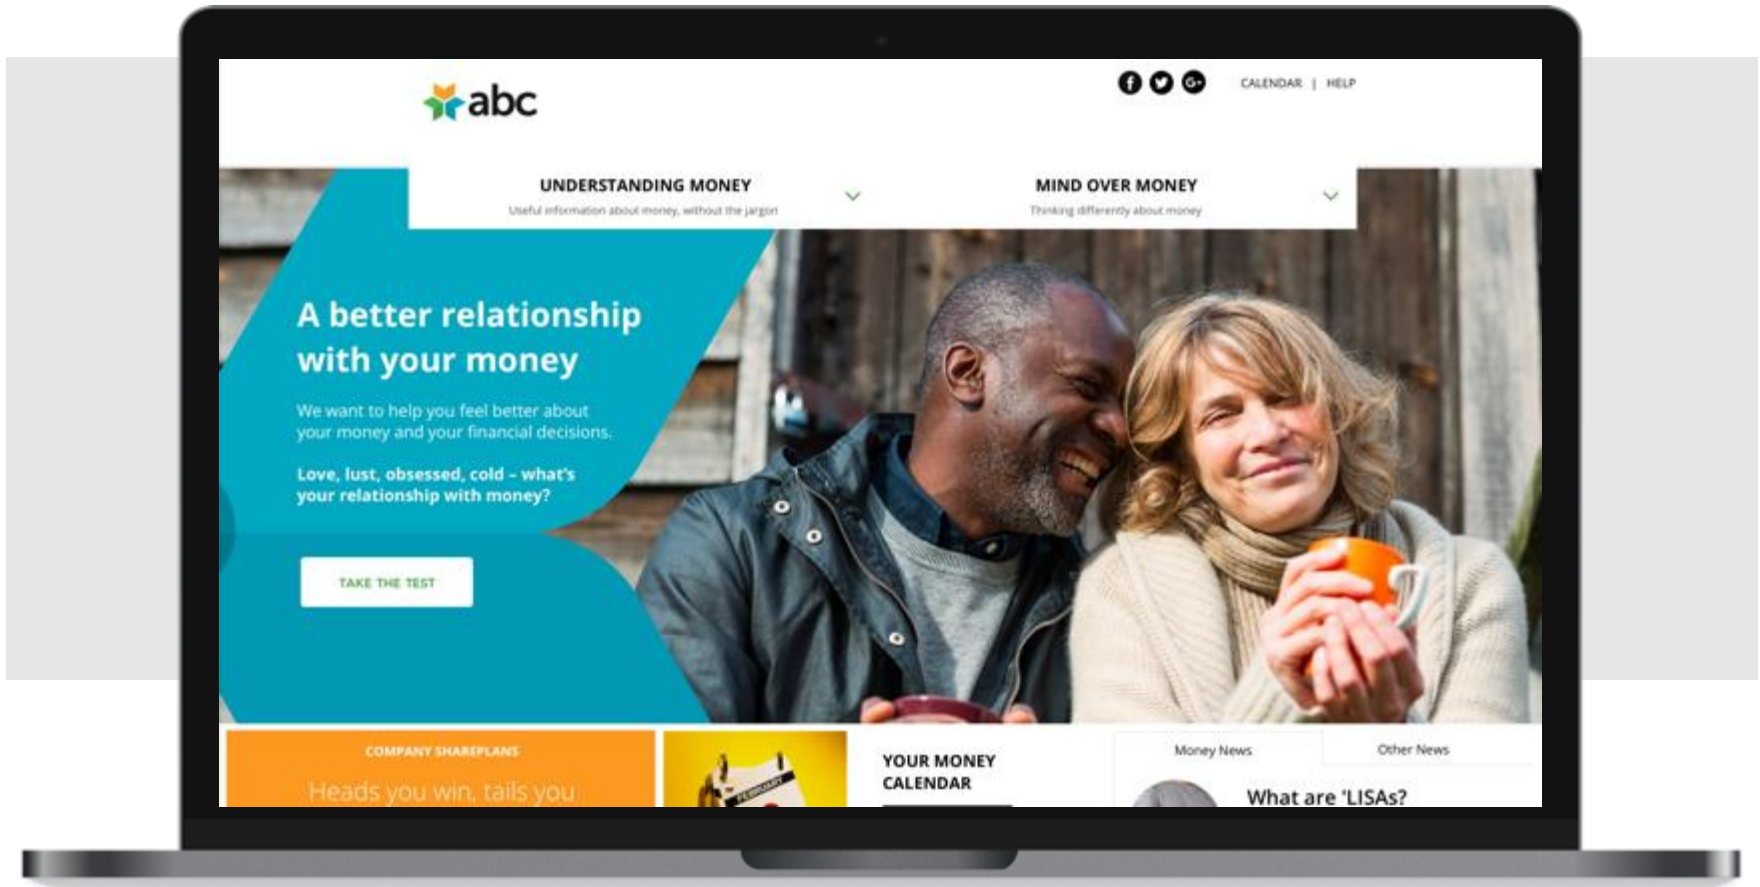 abc
CALENDAR | HELP
UNDERSTANDING MONEY
Useful information about money, without the jargon
MIND OVER MONEY
Thinking differently about money
A better relationship
with your money
We want to help you feel better about
your money and your financial decisions.
Love, lust, obsessed, cold – what's
your relationship with money?
TAKE THE TEST
COMPANY SHAREPLANS
Heads you win, tails you
FEBRUARY
YOUR MONEY
CALENDAR
Money News
Other News
What are 'LISAs?